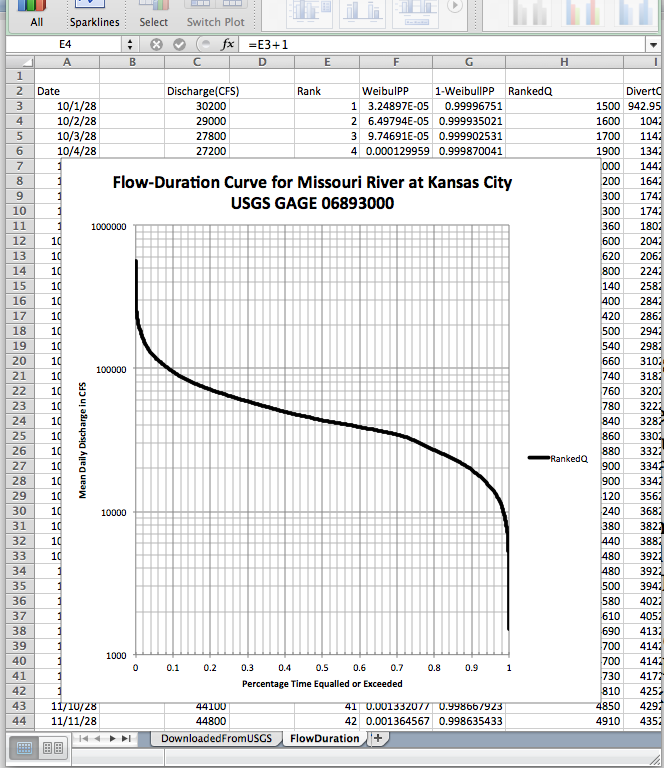 All Sparklines Select Switch Plot
E4 fx =E3+1
A B C D E F G H I
1
2 Date Discharge(CFS) Rank WeibulPP 1-WeibullPP RankedQ DivertQ
3 10/1/28 30200 1 3.24897E-05 0.99996751 1500 942.95
4 10/2/28 29000 2 6.49794E-05 0.999935021 1600 1042
5 10/3/28 27800 3 9.74691E-05 0.999902531 1700 1142
6 10/4/28 27200 4 0.000129959 0.999870041 1900 1342
7 1 000 1442
8 1 200 1642
9 1 300 1742
10 1 300 1742
11 1 360 1802
12 10 600 2042
13 10 620 2062
14 10 800 2242
15 10 140 2582
16 10 400 2842
17 10 420 2862
18 10 500 2942
19 10 540 2982
20 10 660 3102
21 10 740 3182
22 10 760 3202
23 10 780 3222
24 10 840 3282
25 10 860 3302
26 10 880 3322
27 10 900 3342
28 10 900 3342
29 10 120 3562
30 10 240 3682
31 10 380 3822
32 10 440 3882
33 10 480 3922
34 1 480 3922
35 1 500 3942
36 1 580 4022
37 1 610 4052
38 1 690 4132
39 1 700 4142
40 1 700 4142
41 1 730 4172
42 1 810 4252
Flow-Duration Curve for Missouri River at Kansas City
USGS GAGE 06893000
Mean Daily Discharge in CFS
1000000
100000
10000
1000
0 0.1 0.2 0.3 0.4 0.5 0.6 0.7 0.8 0.9 1
Percentage Time Equalled or Exceeded
RankedQ
43 11/10/28 44100 41 0.001332077 0.998667923 4850 4292
44 11/11/28 44800 42 0.001364567 0.998635433 4910 4352
DownloadedFromUSGS FlowDuration +